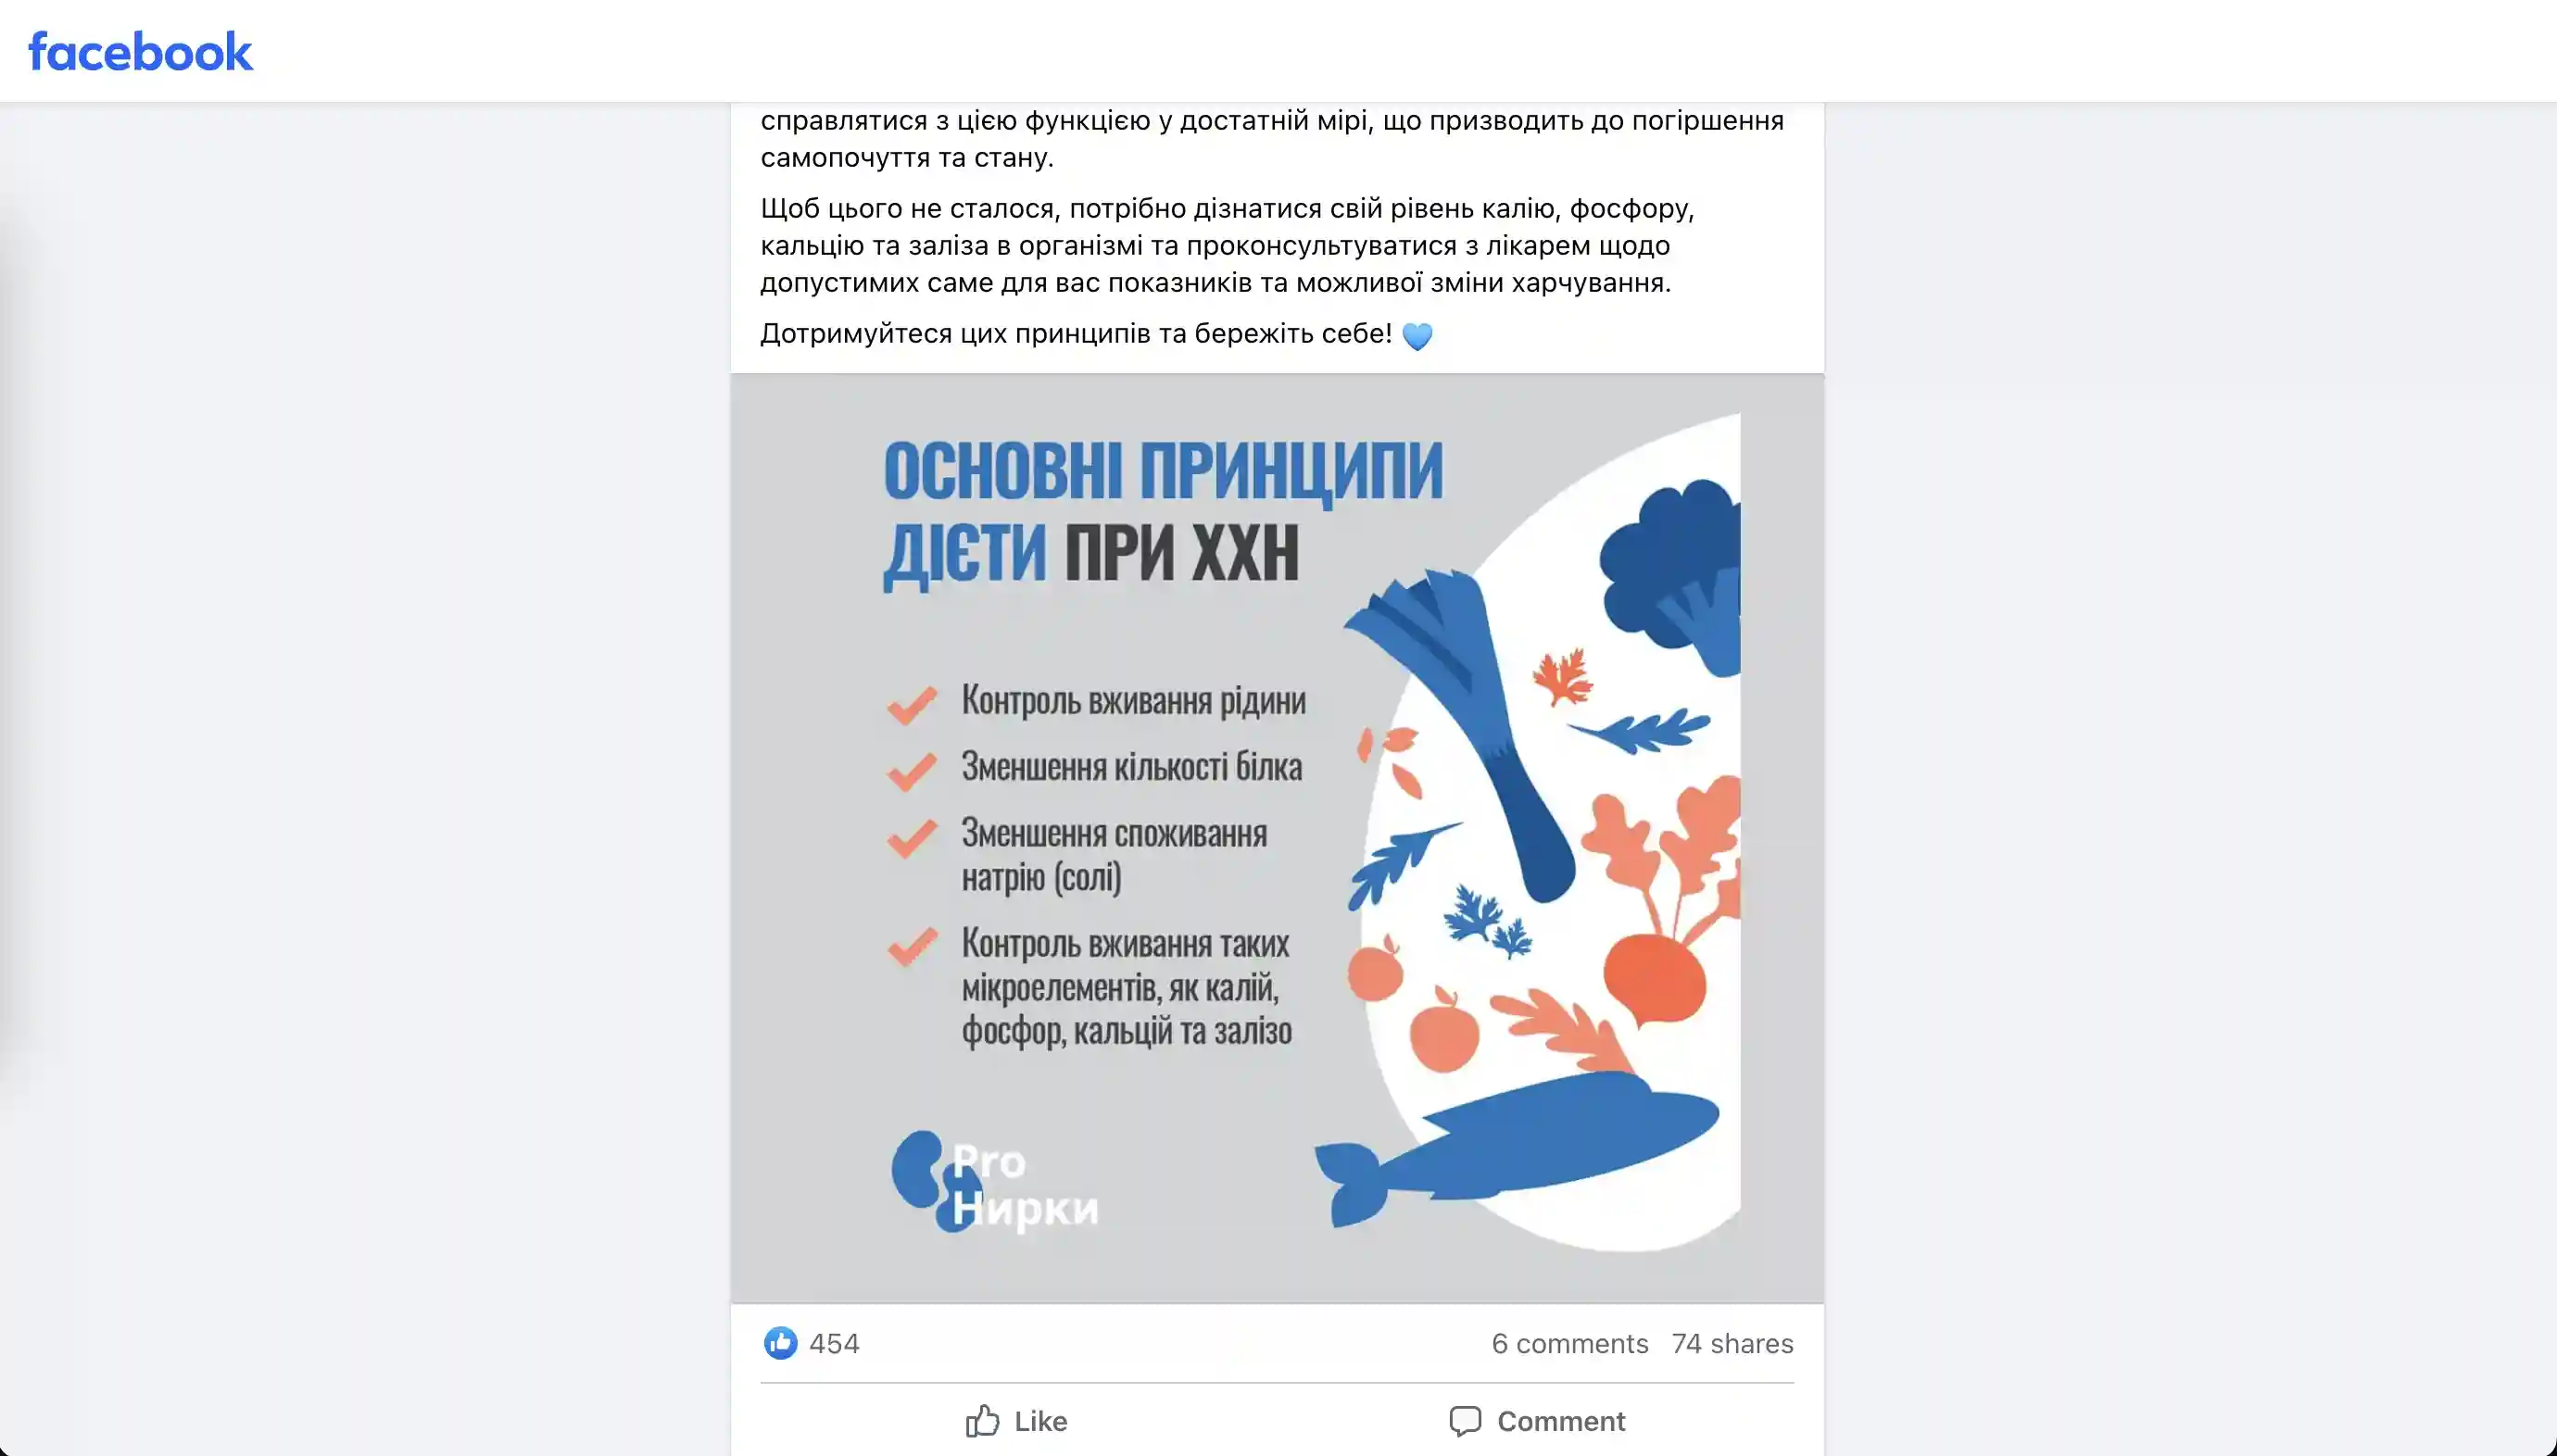 facebook
справлятися з цією функцією у достатній мірі, що призводить до погіршення
самопочуття та стану.
Щоб цього не сталося, потрібно дізнатися свій рівень калію, фосфору,
кальцію та заліза в організмі та проконсультуватися з лікарем щодо
допустимих саме для вас показників та можливої зміни харчування.
Дотримуйтеся цих принципів та бережіть себе! 💙
ОСНОВНІ ПРИНЦИПИ
ДІЄТИ ПРИ ХХН
Контроль вживання рідини
Зменшення кількості білка
Зменшення споживання
натрію (солі)
Контроль вживання таких
мікроелементів, як калій,
фосфор, кальцій та залізо
Pro
Нирки
454
6 comments 74 shares
Like
Comment